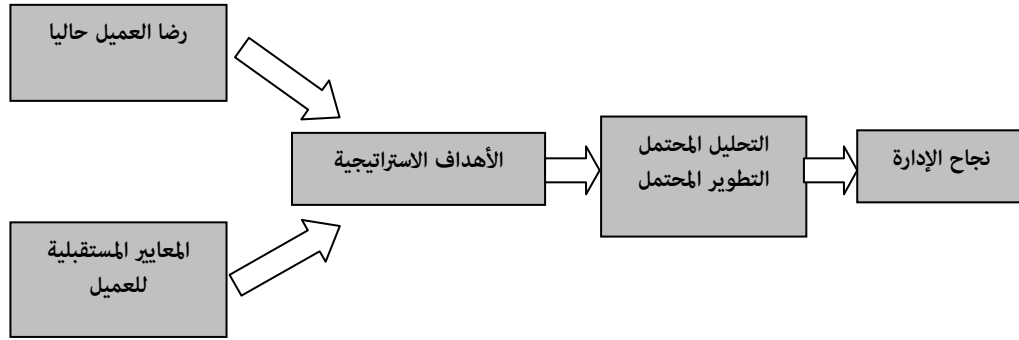 رضا العميل حاليا
المعايير المستقبلية
للعميل
الأهداف الاستراتيجية
التحليل المحتمل
التطوير المحتمل
نجاح الإدارة